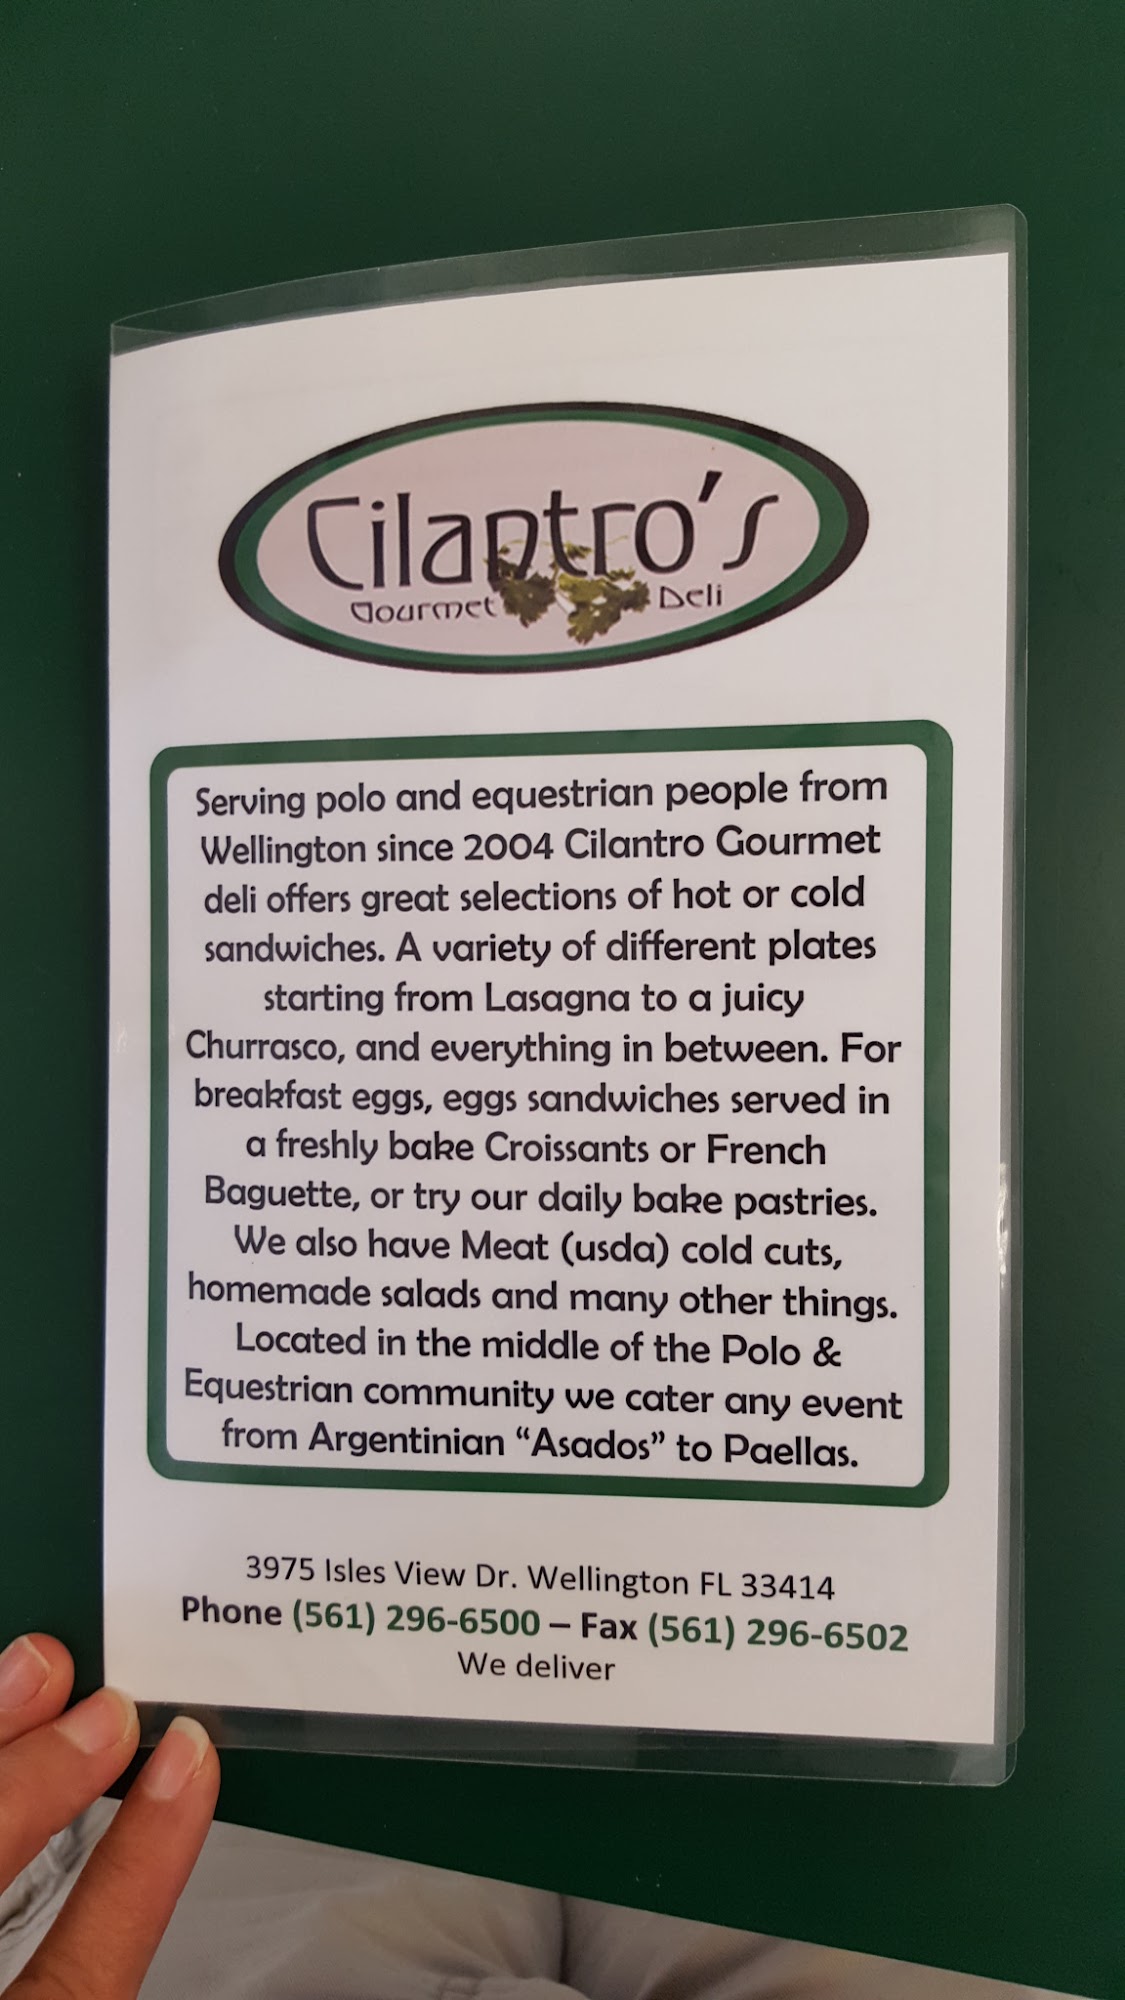 Cilantro's
Gourmet Deli
Serving polo and equestrian people from
Wellington since 2004 Cilantro Gourmet
deli offers great selections of hot or cold
sandwiches. A variety of different plates
starting from Lasagna to a juicy
Churrasco, and everything in between. For
breakfast eggs, eggs sandwiches served in
a freshly bake Croissants or French
Baguette, or try our daily bake pastries.
We also have Meat (usda) cold cuts,
homemade salads and many other things.
Located in the middle of the Polo &
Equestrian community we cater any event
from Argentinian “Asados” to Paellas.
3975 Isles View Dr. Wellington FL 33414
Phone (561) 296-6500 – Fax (561) 296-6502
We deliver